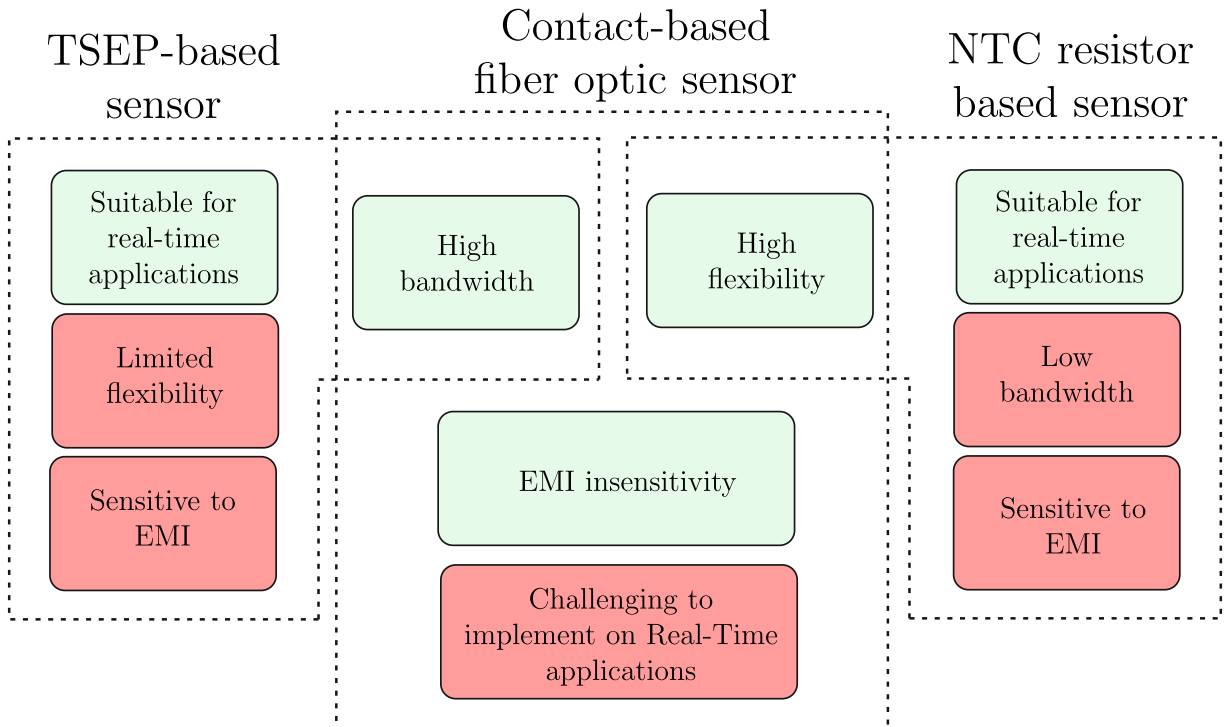 TSEP-based
sensor
Contact-based
fiber optic sensor
NTC resistor
based sensor
Suitable for
real-time
applications
High
bandwidth
High
flexibility
Suitable for
real-time
applications
Limited
flexibility
Low
bandwidth
Sensitive to
EMI
EMI insensitivity
Sensitive to
EMI
Challenging to
implement on Real-Time
applications